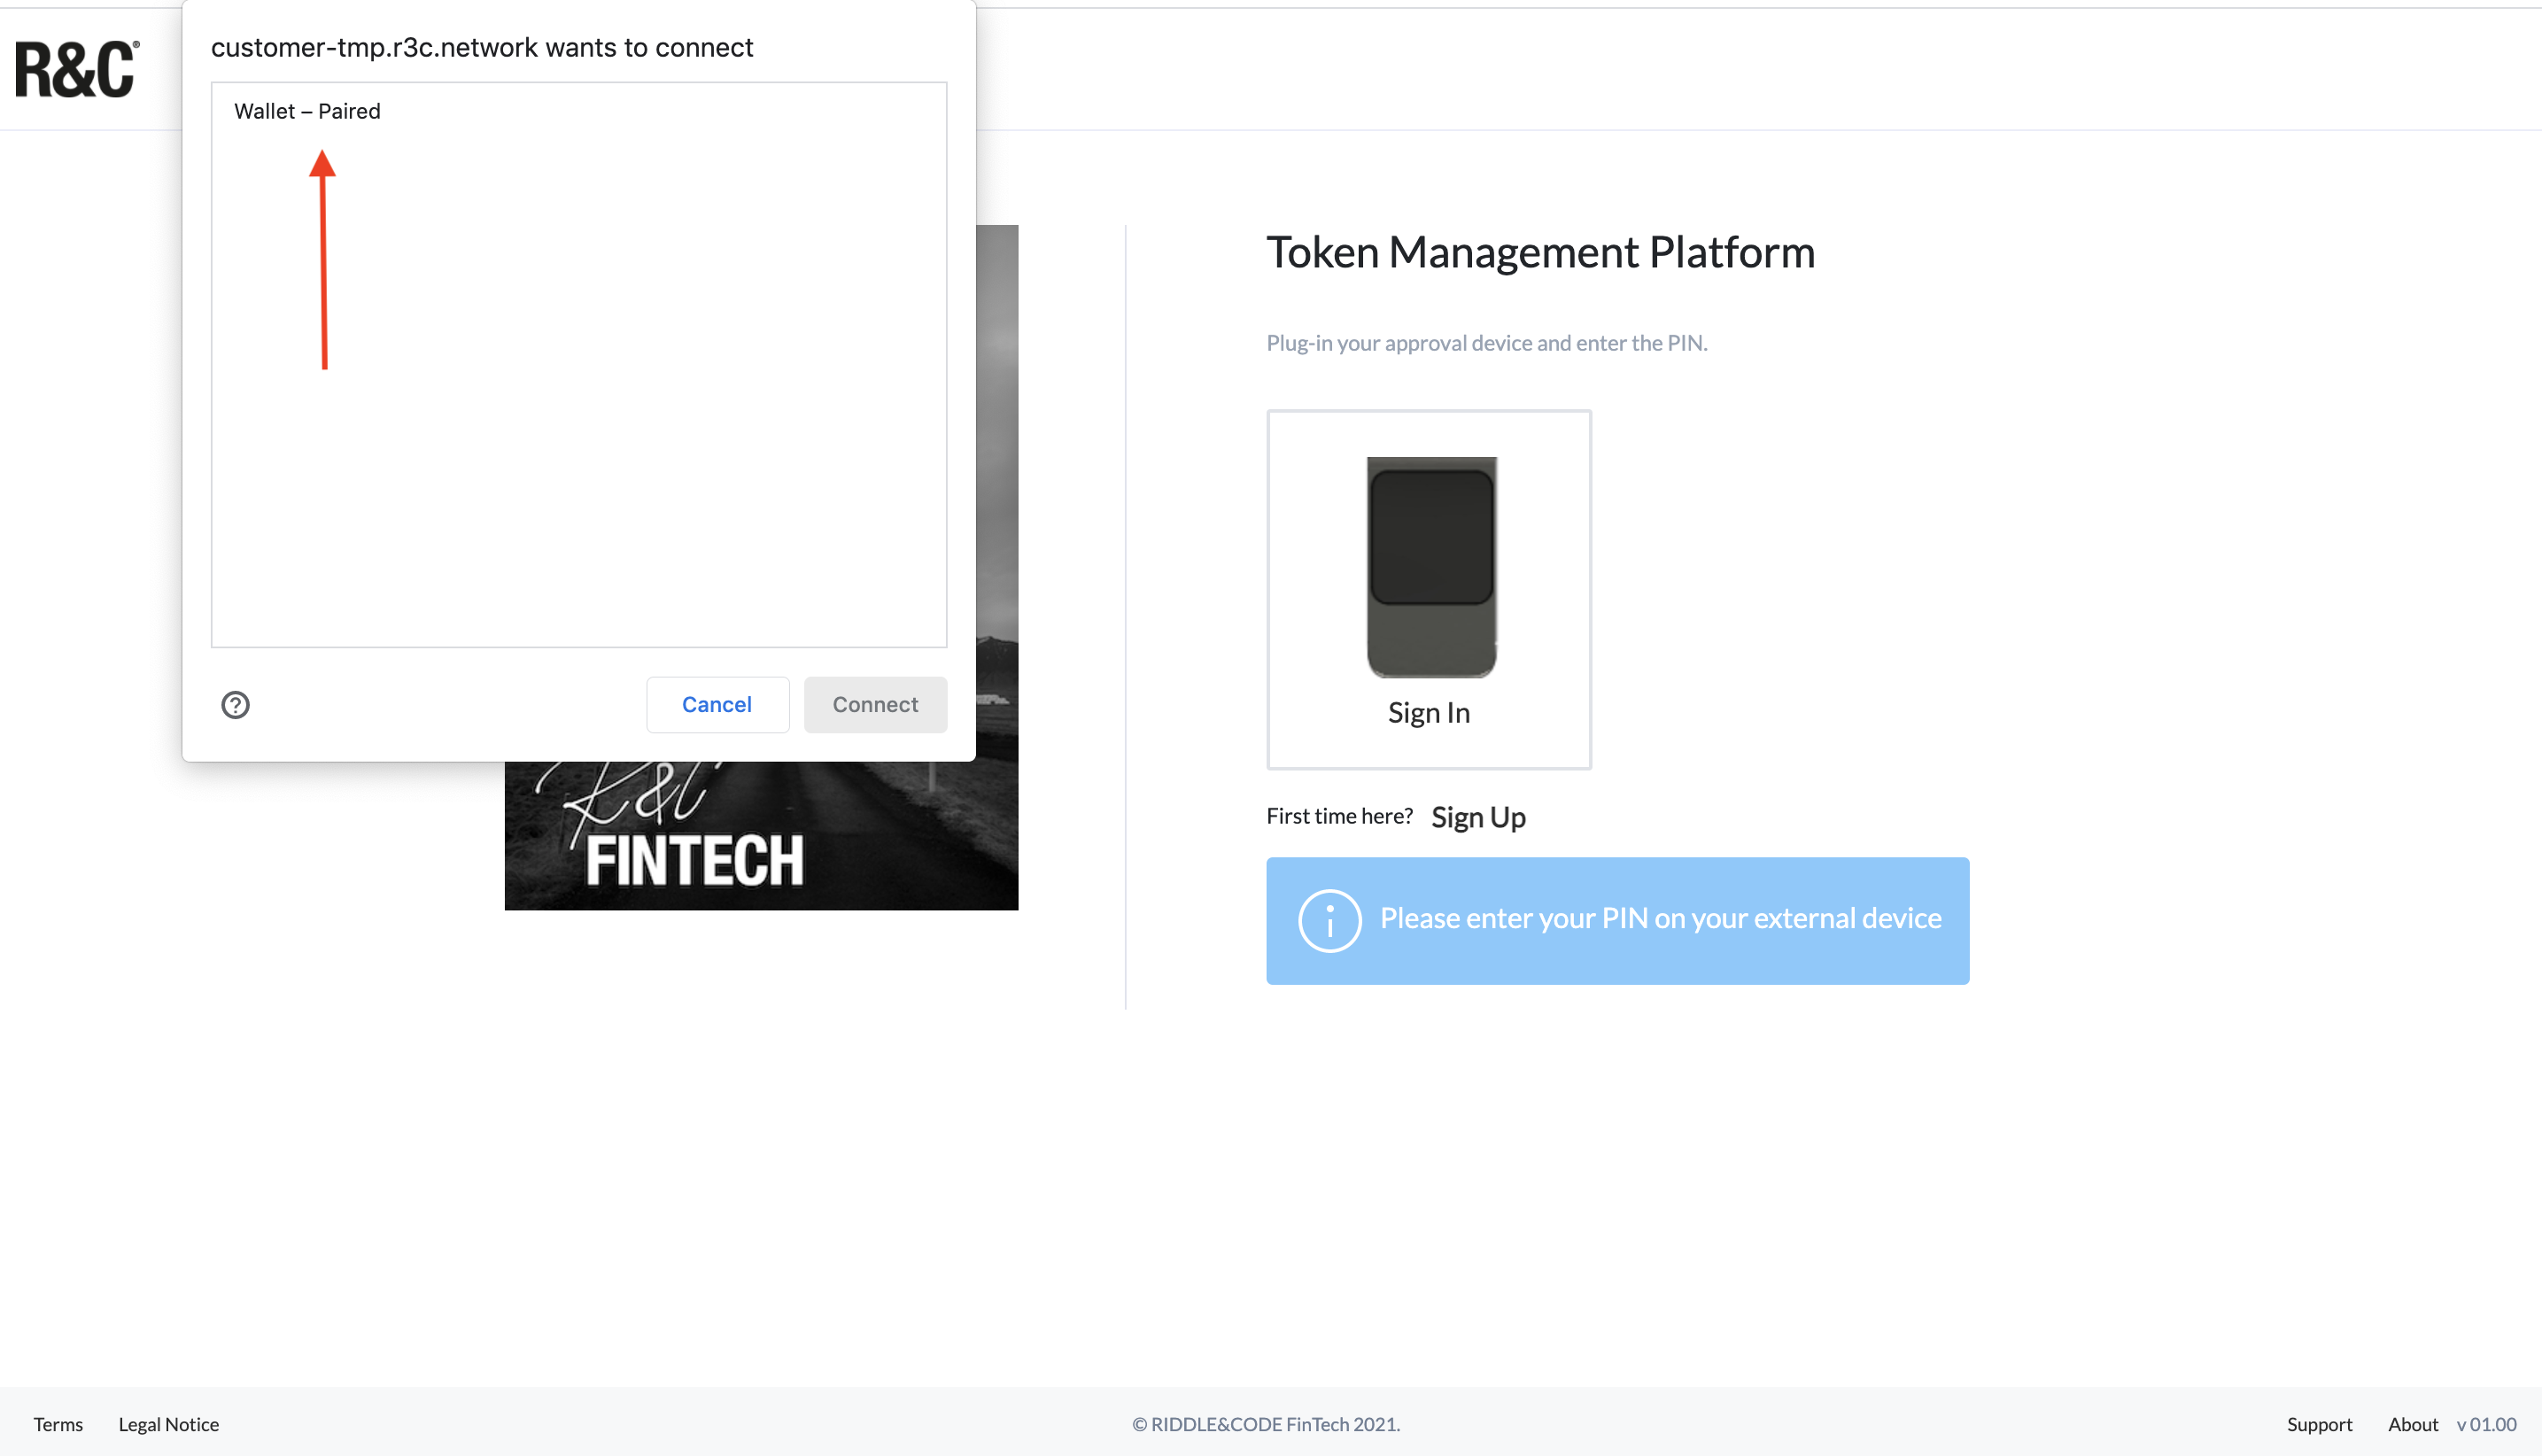 R&C®
customer-tmp.r3c.network wants to connect
Wallet – Paired
Cancel
Connect
R&C
FINTECH
Token Management Platform
Plug-in your approval device and enter the PIN.
Sign In
First time here? Sign Up
Please enter your PIN on your external device
Terms
Legal Notice
© RIDDLE&CODE FinTech 2021.
Support
About
v 01.00